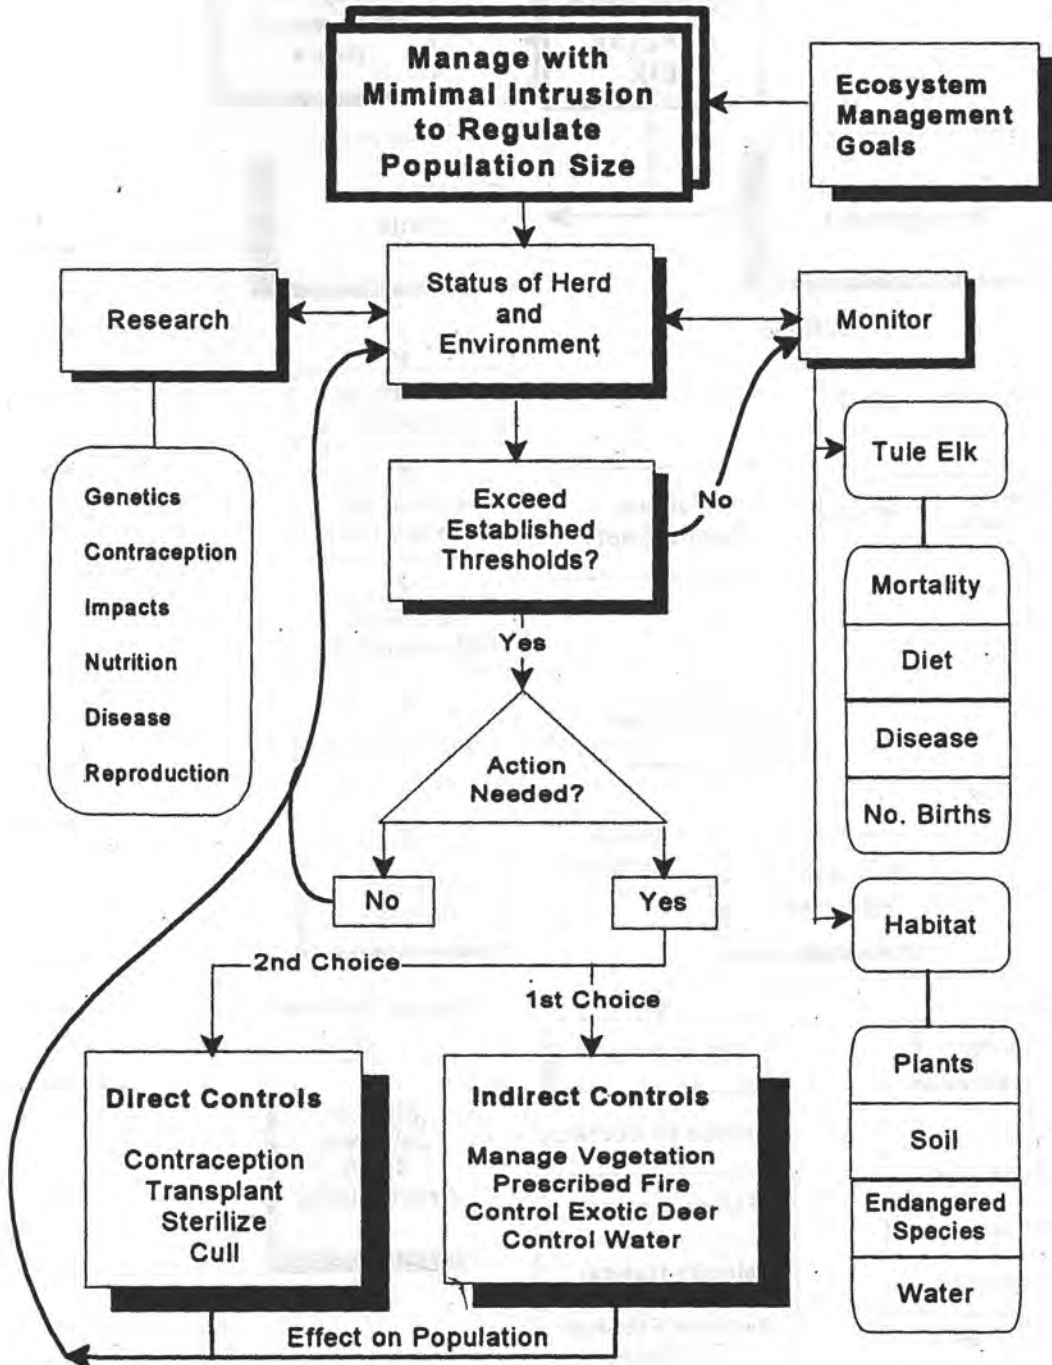 Manage with
Mimimal Intrusion
to Regulate
Population Size
Ecosystem
Management
Goals
Research
Status of Herd
and
Environment
Monitor
Genetics
Contraception
Impacts
Nutrition
Disease
Reproduction
Exceed
Established
Thresholds?
No
Yes
Tule Elk
Mortality
Diet
Disease
No. Births
Action
Needed?
No
Yes
Habitat
2nd Choice
1st Choice
Direct Controls
Contraception
Transplant
Sterilize
Cull
Indirect Controls
Manage Vegetation
Prescribed Fire
Control Exotic Deer
Control Water
Plants
Soil
Endangered
Species
Water
Effect on Population